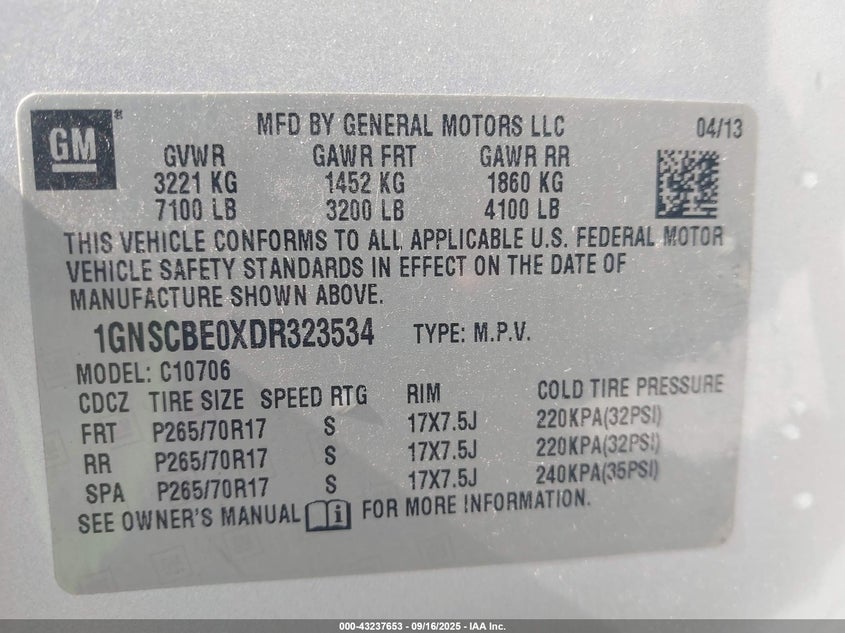 GM
MFD BY GENERAL MOTORS LLC 04/13
GVWR GAWR FRT GAWR RR
3221 KG 1452 KG 1860 KG
7100 LB 3200 LB 4100 LB
THIS VEHICLE CONFORMS TO ALL APPLICABLE U.S. FEDERAL MOTOR
VEHICLE SAFETY STANDARDS IN EFFECT ON THE DATE OF
MANUFACTURE SHOWN ABOVE.
1GNSCBE0XDR323534 TYPE: M.P.V.
MODEL: C10706
CDCZ TIRE SIZE SPEED RTG RIM COLD TIRE PRESSURE
FRT P265/70R17 S 17X7.5J 220KPA(32PSI)
RR P265/70R17 S 17X7.5J 220KPA(32PSI)
SPA P265/70R17 S 17X7.5J 240KPA(35PSI)
SEE OWNER'S MANUAL i FOR MORE INFORMATION.
000-43237653 - 09/16/2025 - IAA Inc.